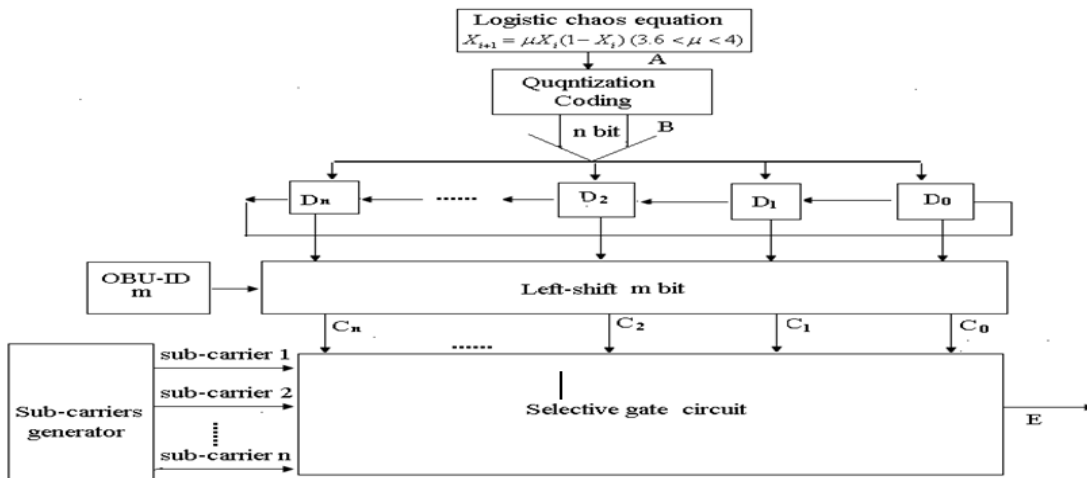 Logistic chaos equation
X_{i+1} = μX_i(1−X_i) (3.6 < μ < 4)
A
Quqntization
Coding
n bit
B
Dn
......
D2
D1
D0
OBU-ID
m
Left-shift m bit
Cn
C2
C1
C0
......
sub-carrier 1
sub-carrier 2
......
sub-carrier n
Sub-carriers
generator
Selective gate circuit
E